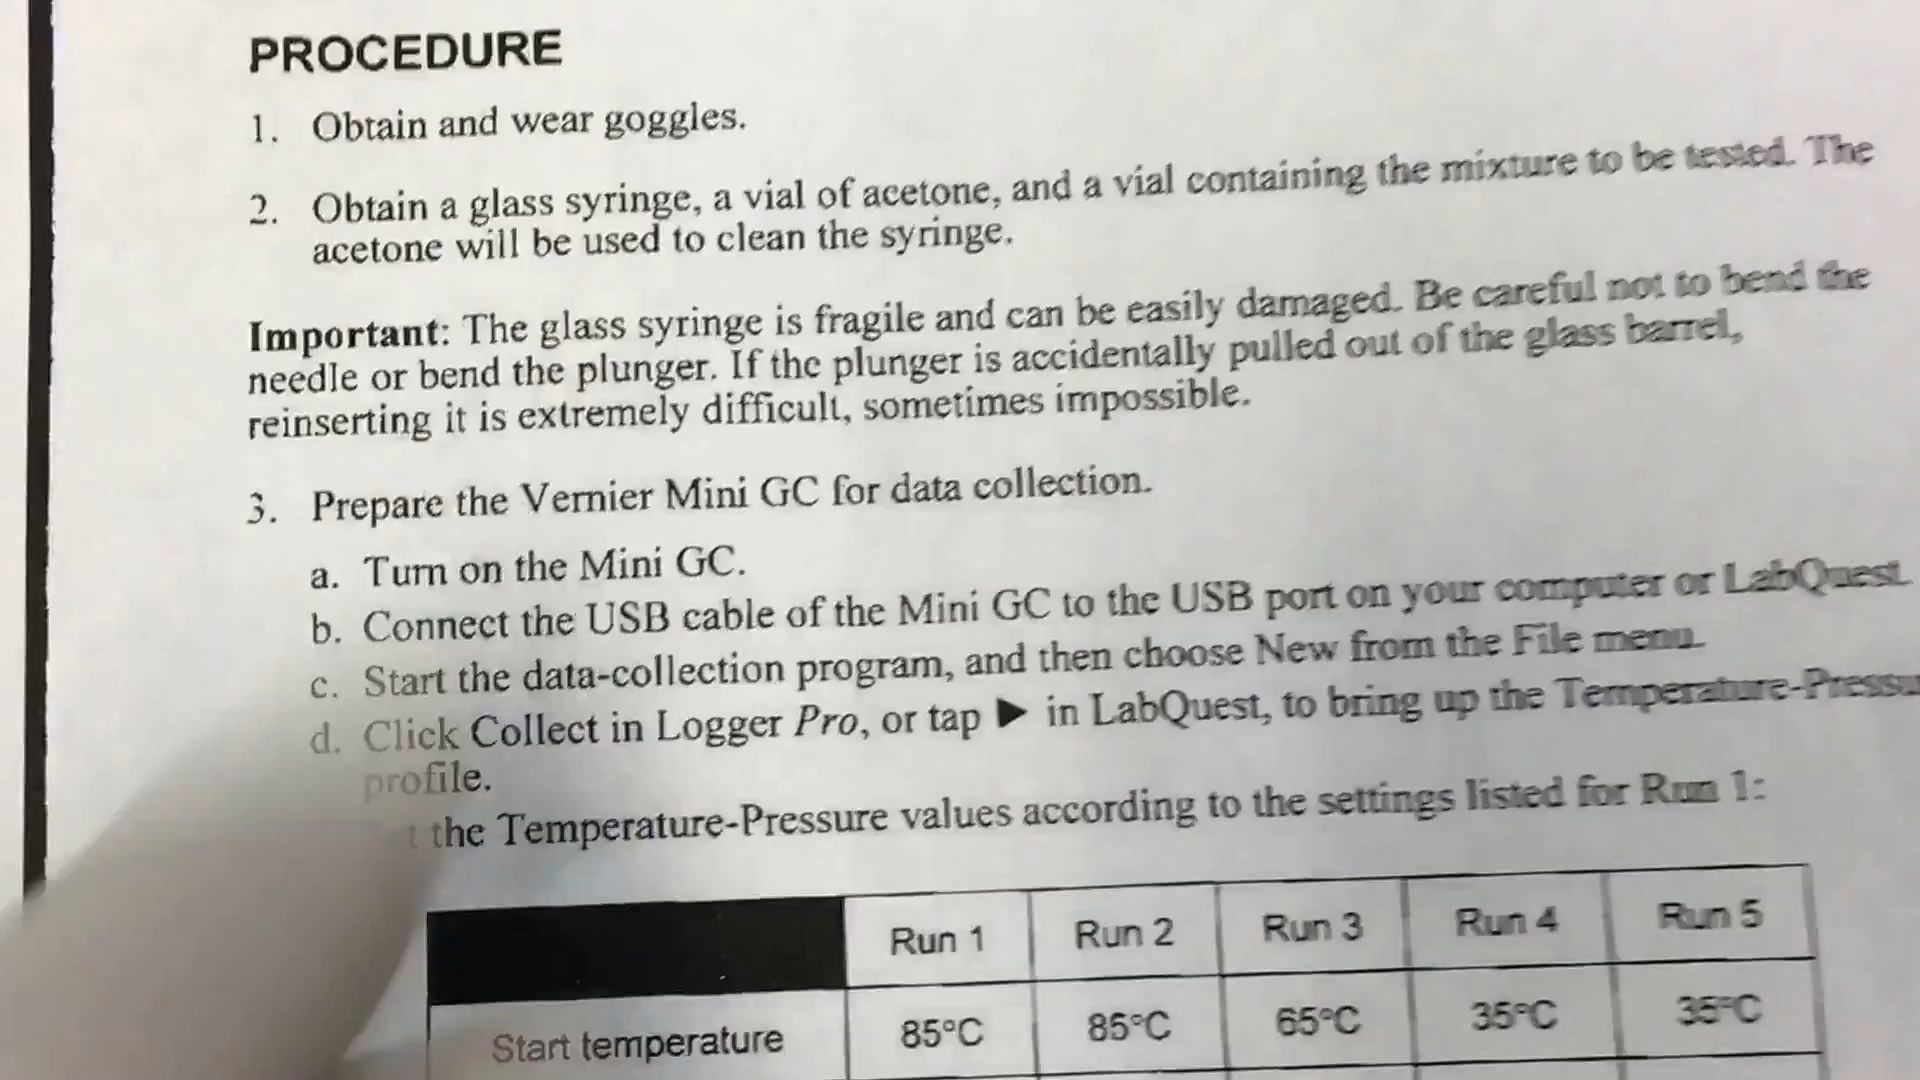 PROCEDURE
1. Obtain and wear goggles.
2. Obtain a glass syringe, a vial of acetone, and a vial containing the mixture to be tested. The
acetone will be used to clean the syringe.
Important: The glass syringe is fragile and can be easily damaged. Be careful not to bend the
needle or bend the plunger. If the plunger is accidentally pulled out of the glass barrel,
reinserting it is extremely difficult, sometimes impossible.
3. Prepare the Vernier Mini GC for data collection.
a. Turn on the Mini GC.
b. Connect the USB cable of the Mini GC to the USB port on your computer or LabQuest.
c. Start the data-collection program, and then choose New from the File menu.
d. Click Collect in Logger Pro, or tap ▶ in LabQuest, to bring up the Temperature-Pressu
profile.
the Temperature-Pressure values according to the settings listed for Run 1:
Run 1 Run 2 Run 3 Run 4 Run 5
Start temperature 85°C 85°C 65°C 35°C 35°C